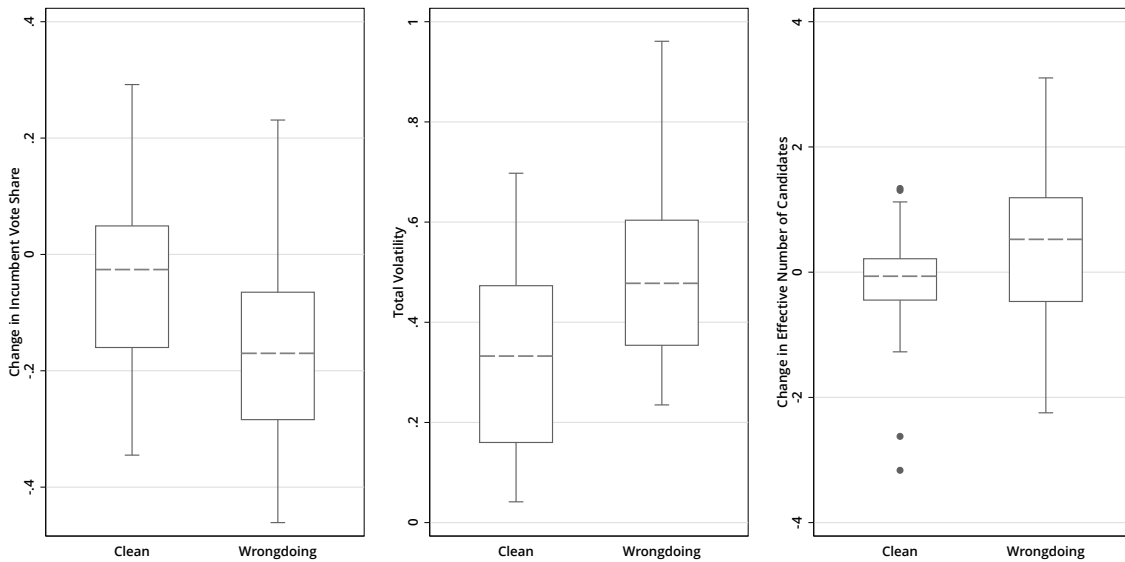 Change in Incumbent Vote Share
.4
.2
0
-.2
-.4
Clean Wrongdoing
Total Volatility
1
.8
.6
.4
.2
0
Clean Wrongdoing
Change in Effective Number of Candidates
4
2
0
-2
-4
Clean Wrongdoing